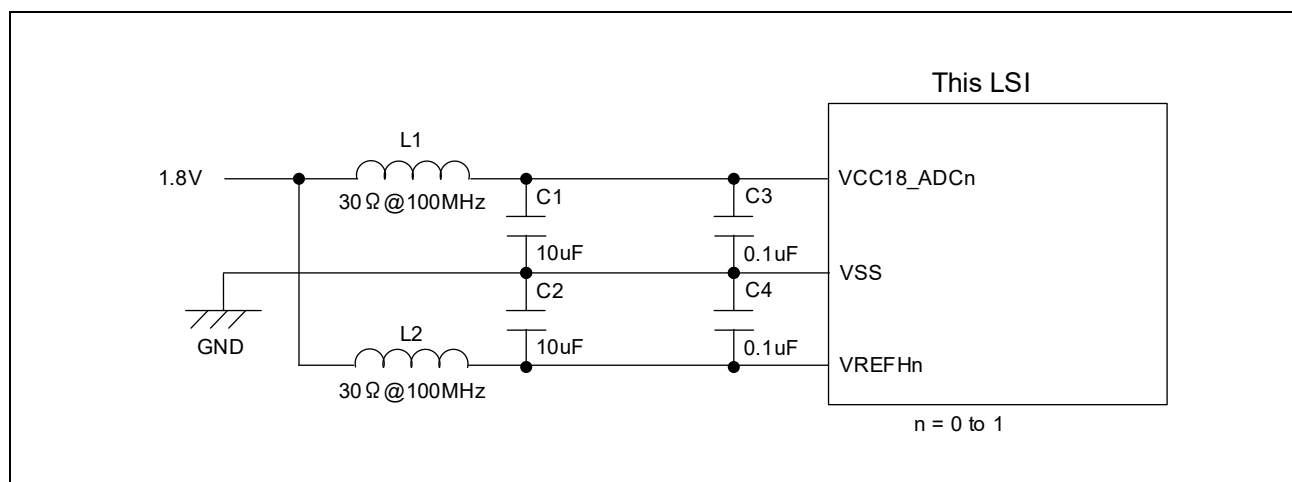 This LSI
L1
1.8V
VCC18_ADCn
30Ω@100MHz
C1
C3
10uF
0.1uF
VSS
C2
C4
GND
L2
10uF
0.1uF
VREFHn
30Ω@100MHz
n = 0 to 1